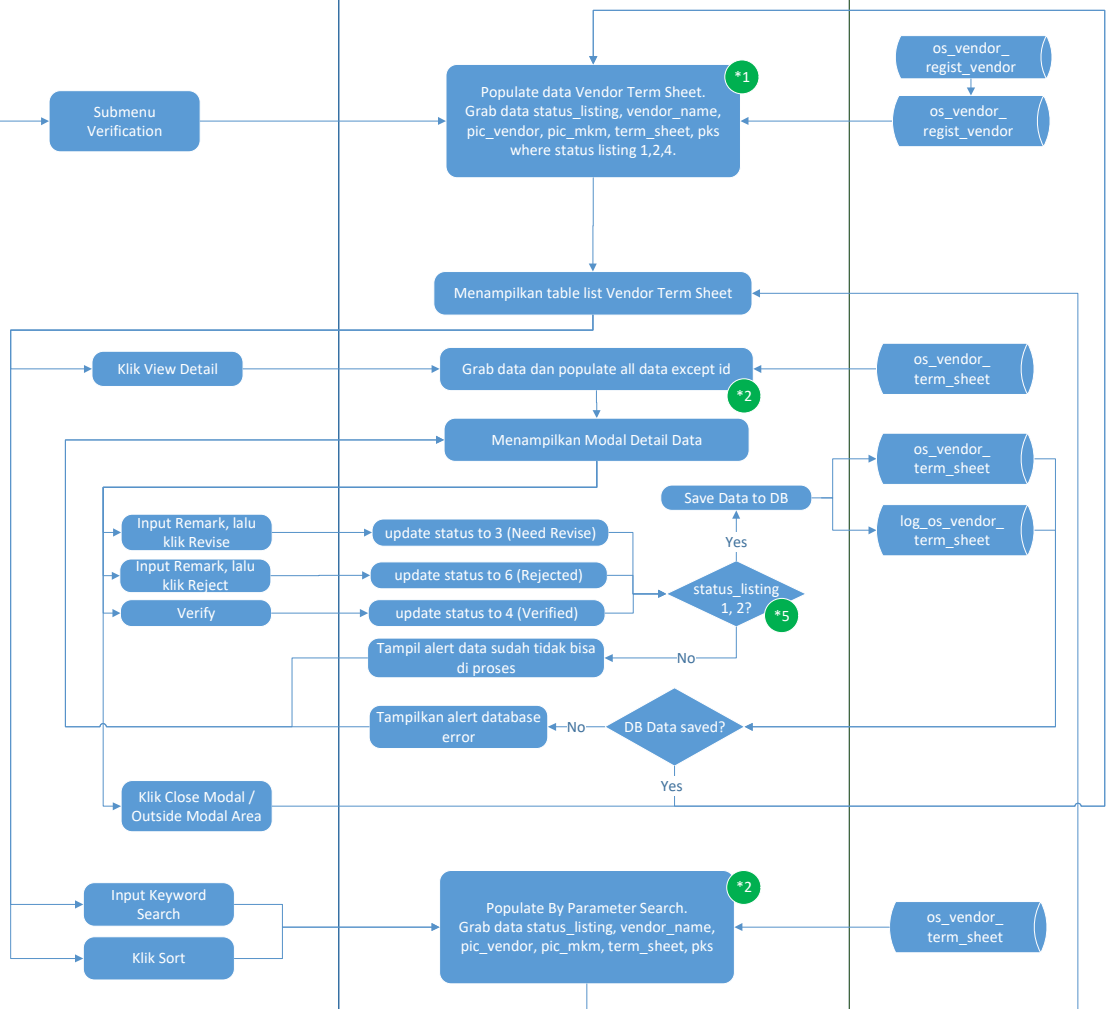 os_vendor_
regist_vendor
*1
Populate data Vendor Term Sheet.
Grab data status_listing, vendor_name,
pic_vendor, pic_mkm, term_sheet, pks
where status listing 1,2,4.
Submenu
Verification
os_vendor_
regist_vendor
Menampilkan table list Vendor Term Sheet
Klik View Detail
Grab data dan populate all data except id
*2
os_vendor_
term_sheet
Menampilkan Modal Detail Data
os_vendor_
term_sheet
Save Data to DB
Input Remark, lalu
klik Revise
update status to 3 (Need Revise)
Yes
log_os_vendor_
term_sheet
Input Remark, lalu
klik Reject
update status to 6 (Rejected)
status_listing
1, 2?
*5
Verify
update status to 4 (Verified)
Tampil alert data sudah tidak bisa
di proses
No
Tampilkan alert database
error
No
DB Data saved?
Yes
Klik Close Modal /
Outside Modal Area
*2
Input Keyword
Search
Populate By Parameter Search.
Grab data status_listing, vendor_name,
pic_vendor, pic_mkm, term_sheet, pks
os_vendor_
term_sheet
Klik Sort